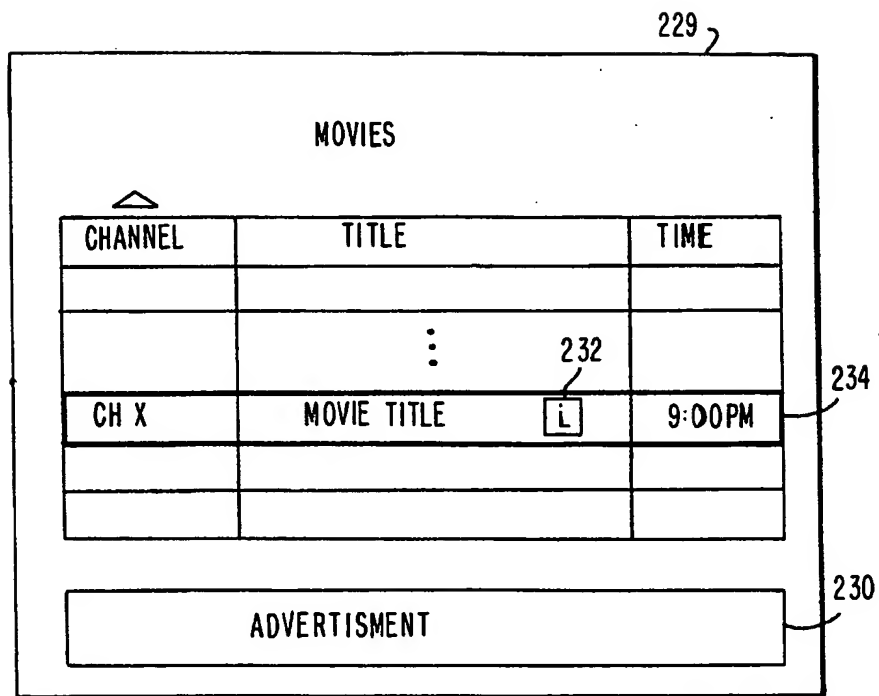 229
MOVIES
CHANNEL TITLE TIME
232
234
CH X MOVIE TITLE i 9:00PM
230
ADVERTISMENT